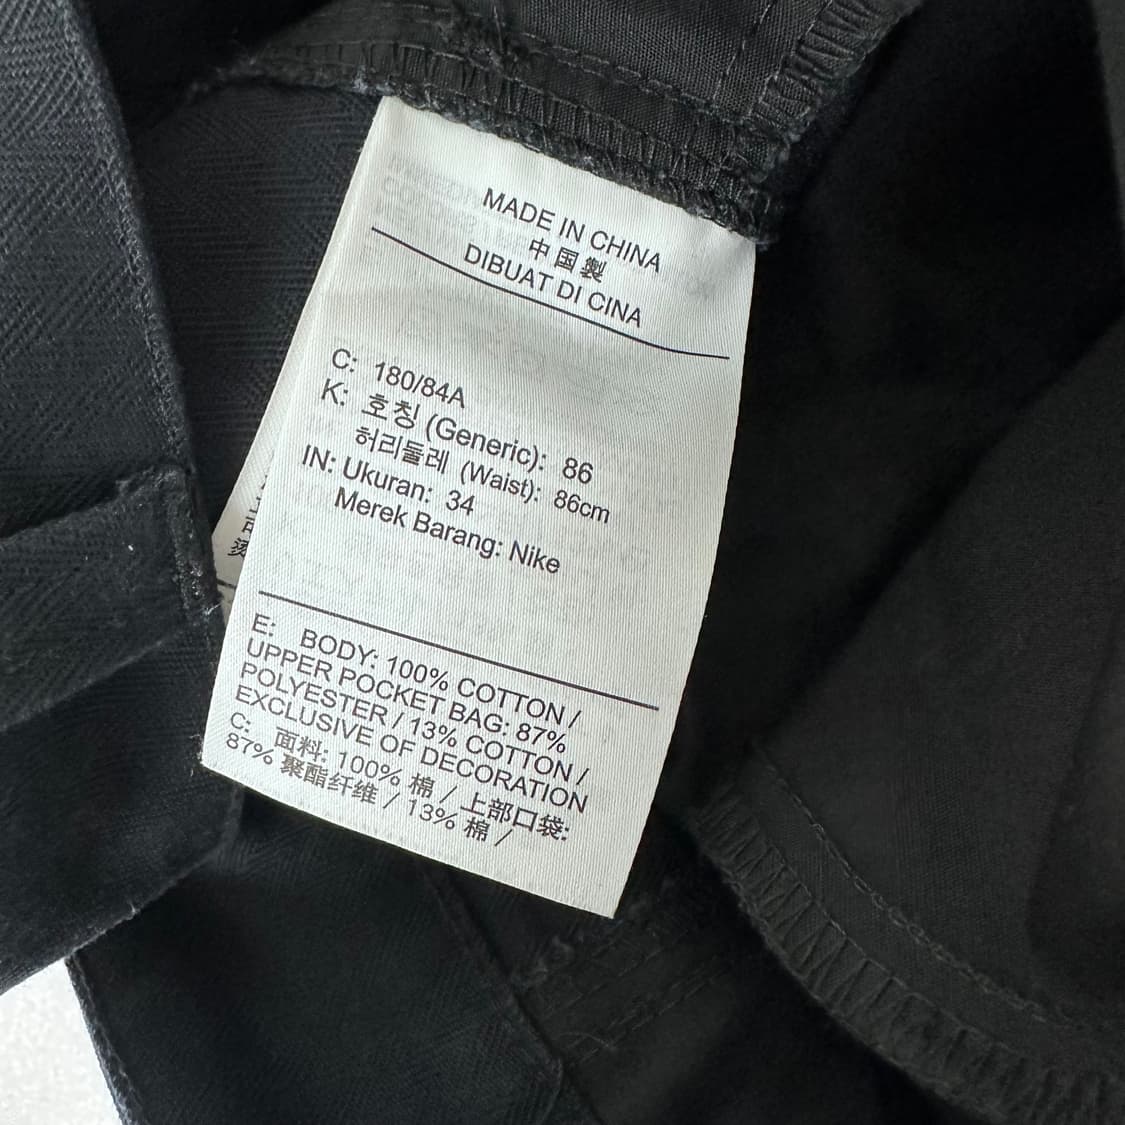 MADE IN CHINA
中国製
DIBUAT DI CINA
C: 180/84A
K: 호칭 (Generic): 86
허리둘레 (Waist): 86cm
IN: Ukuran: 34
Merek Barang: Nike
E: BODY: 100% COTTON /
UPPER POCKET BAG: 87%
POLYESTER / 13% COTTON /
EXCLUSIVE OF DECORATION
C: 面料: 100% 棉 / 上部口袋:
87% 聚酯纤维 / 13% 棉 /